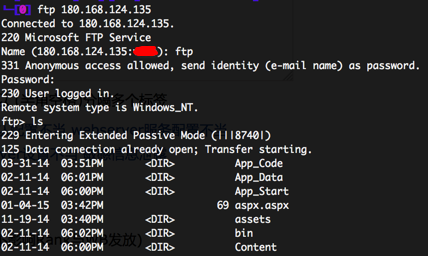 [0] ftp 180.168.124.135
Connected to 180.168.124.135.
220 Microsoft FTP Service
Name (180.168.124.135: ): ftp
331 Anonymous access allowed, send identity (e-mail name) as password.
Password:
230 User logged in.
Remote system type is Windows_NT.
ftp> ls
229 Entering Extended Passive Mode (|||8740|)
125 Data connection already open; Transfer starting.
03-31-14 03:51PM <DIR> App_Code
02-11-14 06:01PM <DIR> App_Data
02-11-14 06:00PM <DIR> App_Start
01-04-15 03:42PM 69 aspx.aspx
11-19-14 03:40PM <DIR> assets
02-11-14 06:02PM <DIR> bin
02-11-14 06:00PM <DIR> Content